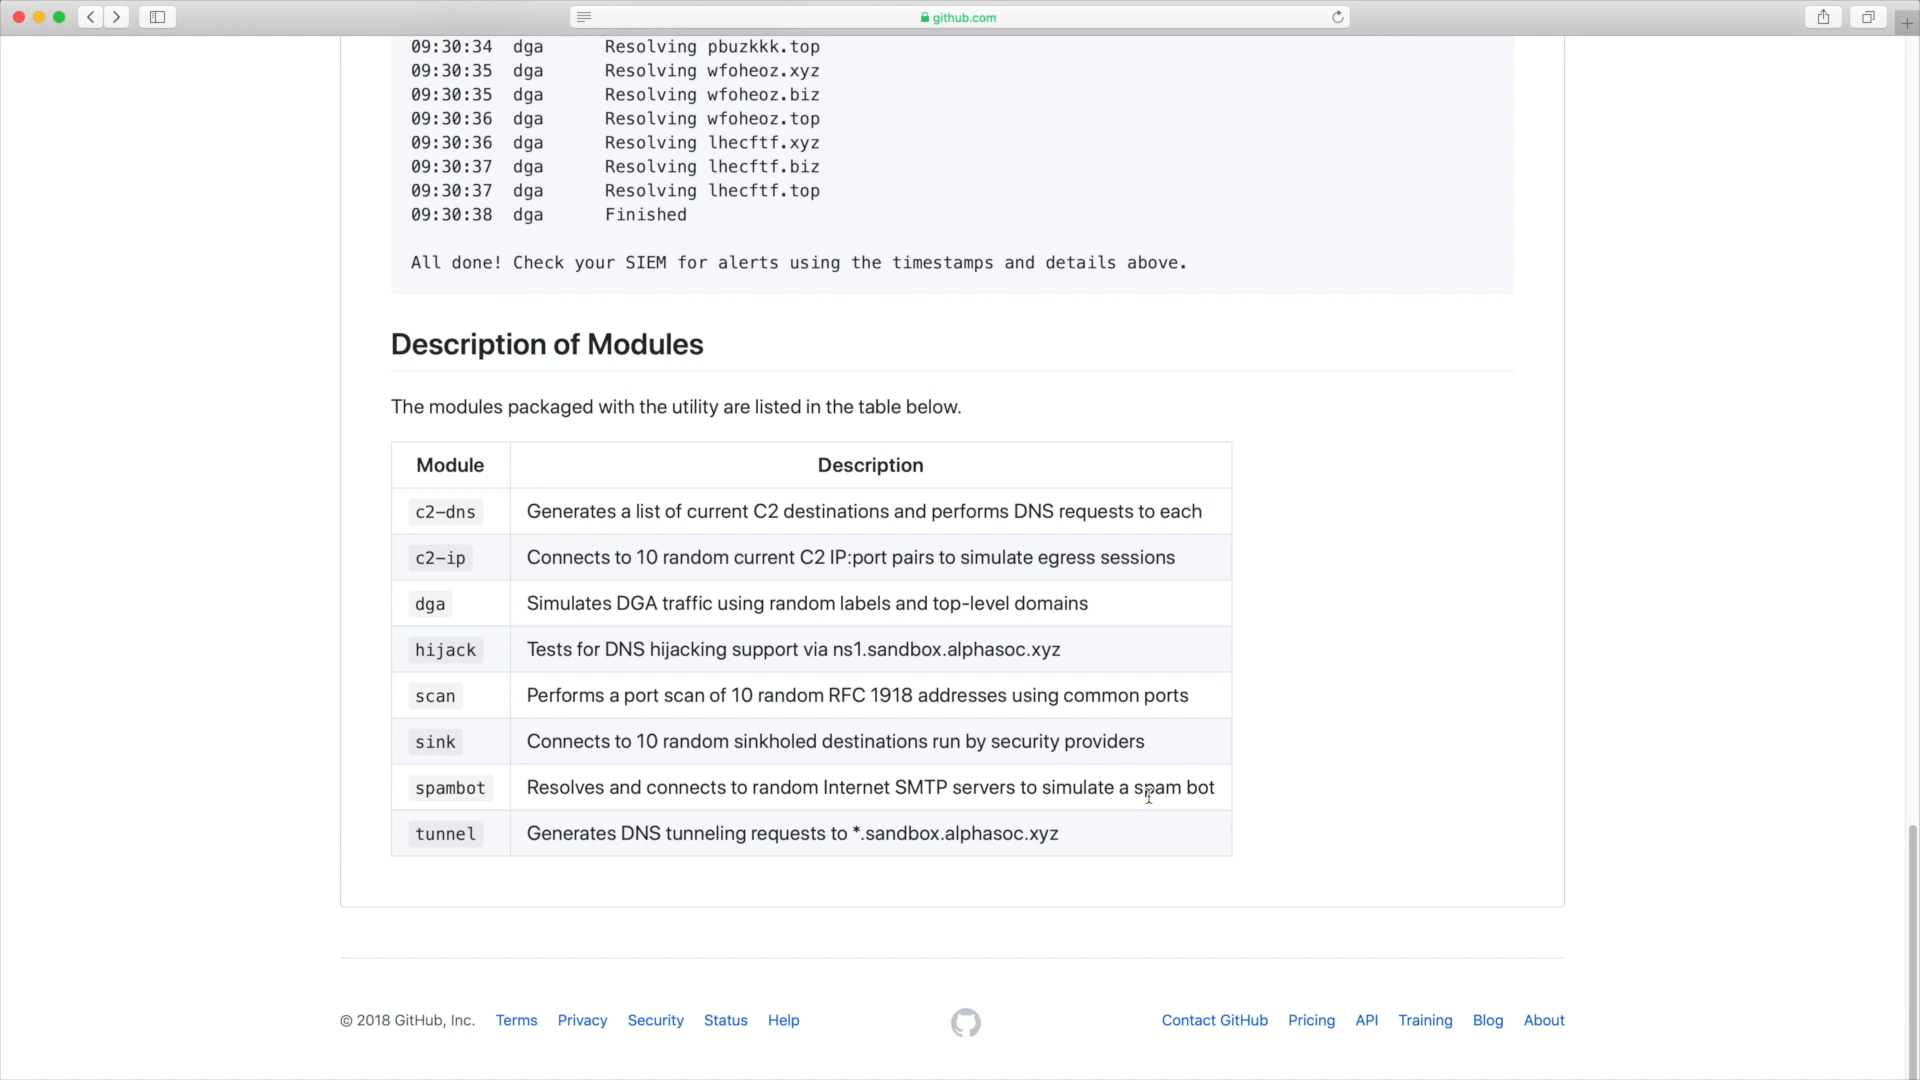 github.com
09:30:34 dga Resolving pbuzkkk.top
09:30:35 dga Resolving wfoheoz.xyz
09:30:35 dga Resolving wfoheoz.biz
09:30:36 dga Resolving wfoheoz.top
09:30:36 dga Resolving lhecftf.xyz
09:30:37 dga Resolving lhecftf.biz
09:30:37 dga Resolving lhecftf.top
09:30:38 dga Finished
All done! Check your SIEM for alerts using the timestamps and details above.
Description of Modules
The modules packaged with the utility are listed in the table below.
Module Description
c2-dns Generates a list of current C2 destinations and performs DNS requests to each
c2-ip Connects to 10 random current C2 IP:port pairs to simulate egress sessions
dga Simulates DGA traffic using random labels and top-level domains
hijack Tests for DNS hijacking support via ns1.sandbox.alphasoc.xyz
scan Performs a port scan of 10 random RFC 1918 addresses using common ports
sink Connects to 10 random sinkholed destinations run by security providers
spambot Resolves and connects to random Internet SMTP servers to simulate a spam bot
tunnel Generates DNS tunneling requests to *.sandbox.alphasoc.xyz
© 2018 GitHub, Inc. Terms Privacy Security Status Help Contact GitHub Pricing API Training Blog About